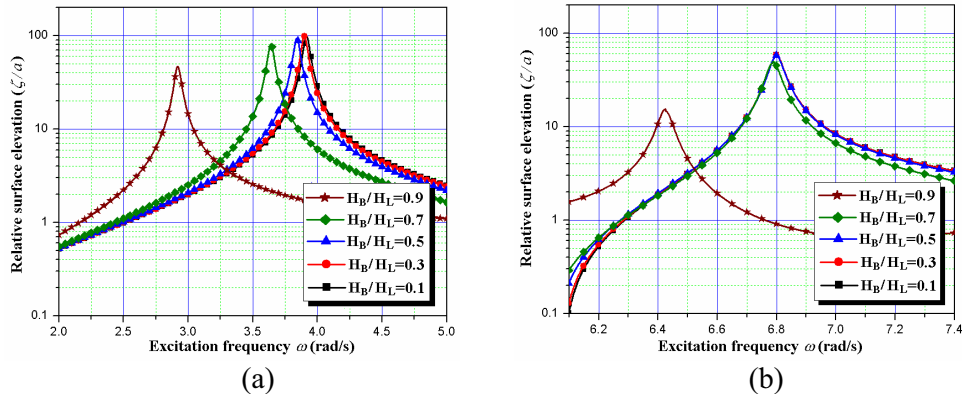 (a)
Relative surface elevation (ζ/a)
100
10
1
0.1
H_B/H_L=0.9
H_B/H_L=0.7
H_B/H_L=0.5
H_B/H_L=0.3
H_B/H_L=0.1
2.0 2.5 3.0 3.5 4.0 4.5 5.0
Excitation frequency ω (rad/s)
(a)
(b)
Relative surface elevation (ζ/a)
100
10
1
0.1
H_B/H_L=0.9
H_B/H_L=0.7
H_B/H_L=0.5
H_B/H_L=0.3
H_B/H_L=0.1
6.2 6.4 6.6 6.8 7.0 7.2 7.4
Excitation frequency ω (rad/s)
(b)